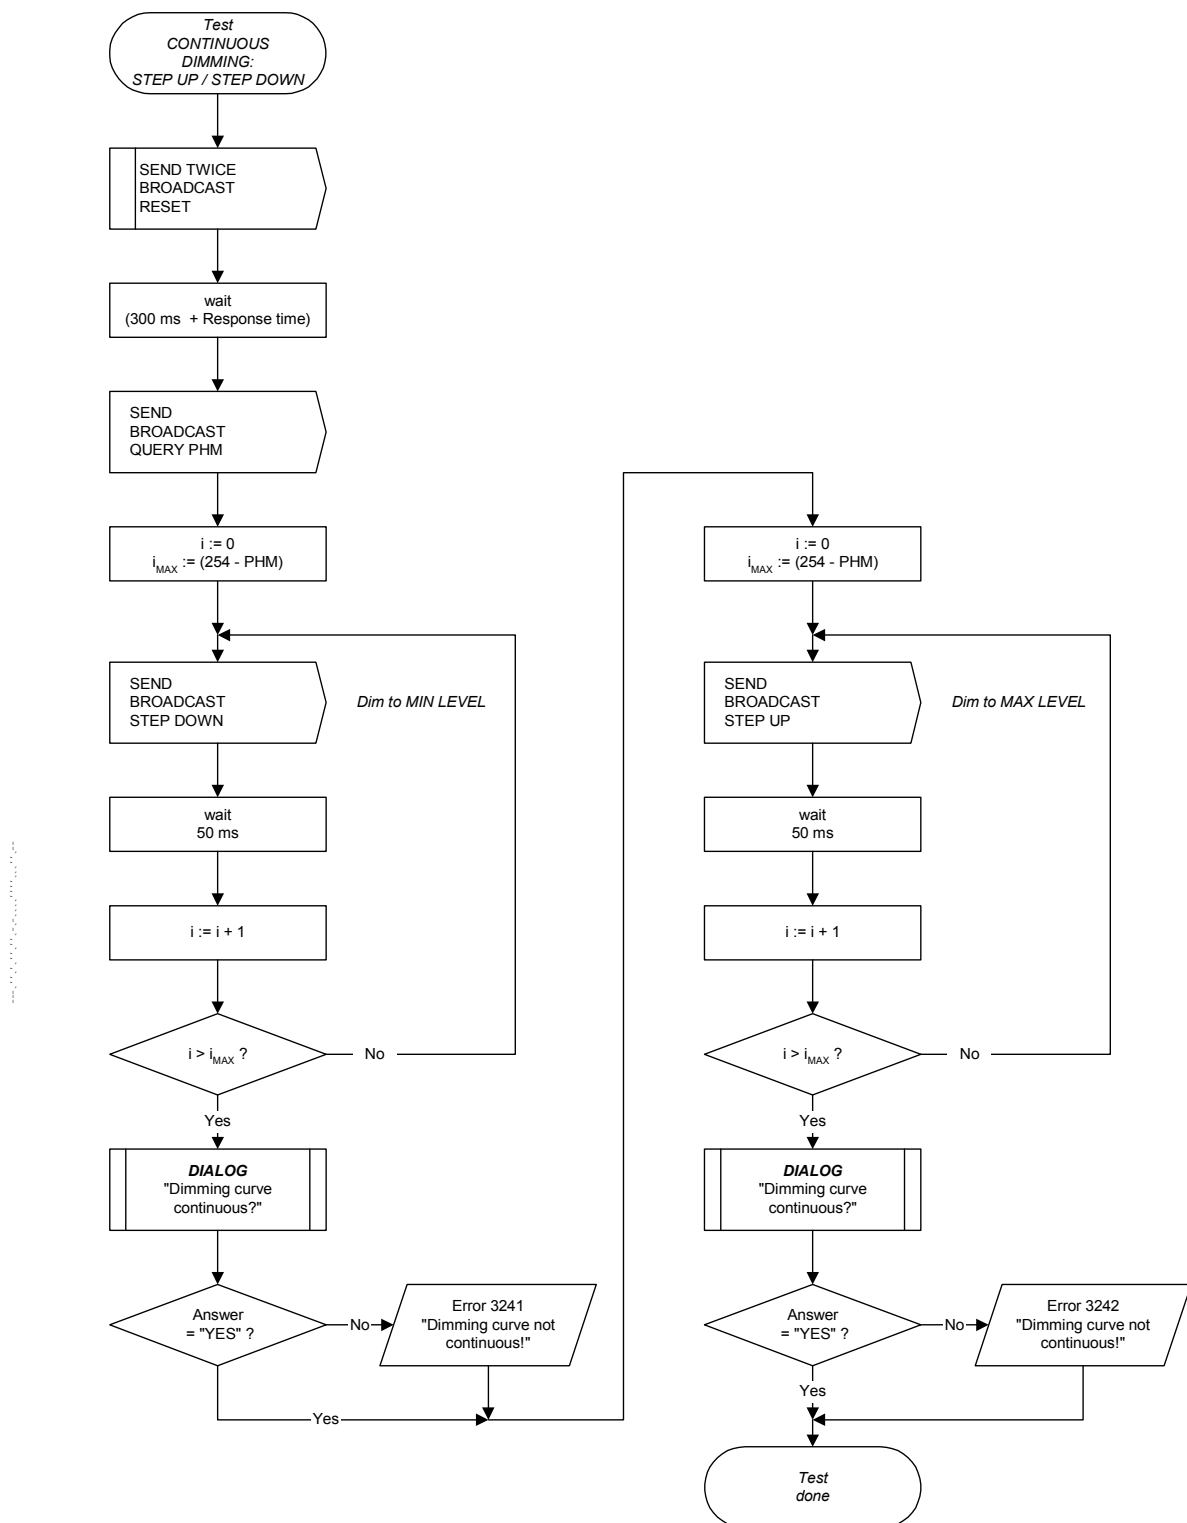 Test
CONTINUOUS
DIMMING:
STEP UP / STEP DOWN
SEND TWICE
BROADCAST
RESET
wait
(300 ms + Response time)
SEND
BROADCAST
QUERY PHM
i := 0
iMAX := (254 - PHM)
SEND
BROADCAST
STEP DOWN
Dim to MIN LEVEL
wait
50 ms
i := i + 1
i > iMAX ?
No
Yes
DIALOG
"Dimming curve
continuous?"
Answer
= "YES" ?
No
Error 3241
"Dimming curve not
continuous!"
Yes
i := 0
iMAX := (254 - PHM)
SEND
BROADCAST
STEP UP
Dim to MAX LEVEL
wait
50 ms
i := i + 1
i > iMAX ?
No
Yes
DIALOG
"Dimming curve
continuous?"
Answer
= "YES" ?
No
Error 3242
"Dimming curve not
continuous!"
Yes
Test
done